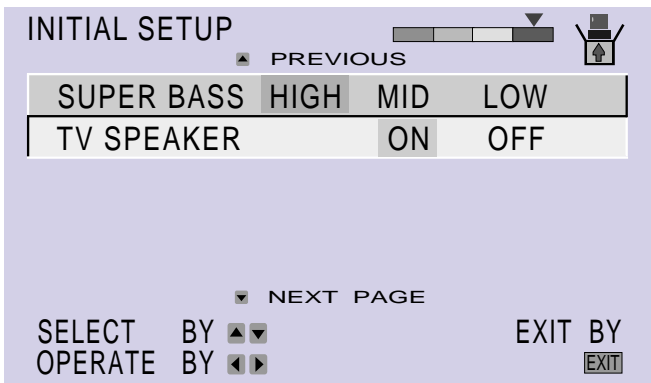 INITIAL SETUP
PREVIOUS
SUPER BASS HIGH MID LOW
TV SPEAKER ON OFF
NEXT PAGE
SELECT BY
OPERATE BY
EXIT BY
EXIT